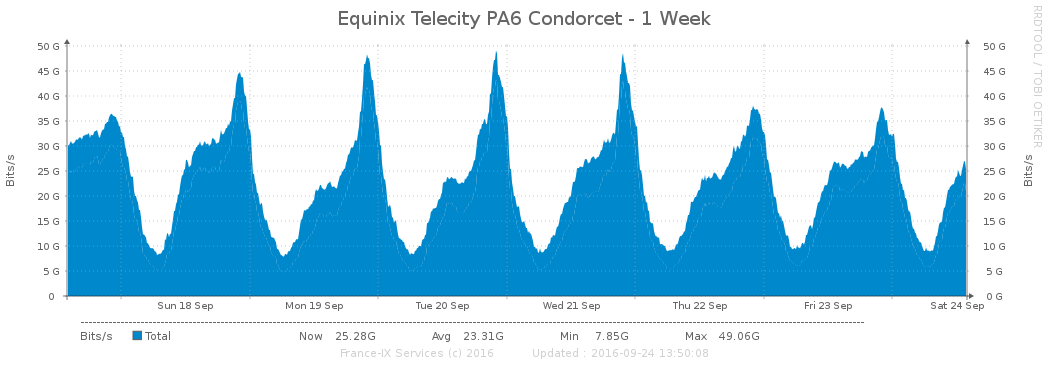 Equinix Telecity PA6 Condorcet - 1 Week
RRDTOOL / TOBI OETIKER
Bits/s
50 G 50 G
45 G 45 G
40 G 40 G
35 G 35 G
30 G 30 G
25 G 25 G
20 G 20 G
15 G 15 G
10 G 10 G
5 G 5 G
0 0 G
Bits/s
Sun 18 Sep Mon 19 Sep Tue 20 Sep Wed 21 Sep Thu 22 Sep Fri 23 Sep Sat 24 Sep
Bits/s Total Now 25.28G Avg 23.31G Min 7.85G Max 49.06G
France-IX Services (c) 2016 Updated : 2016-09-24 13:50:08